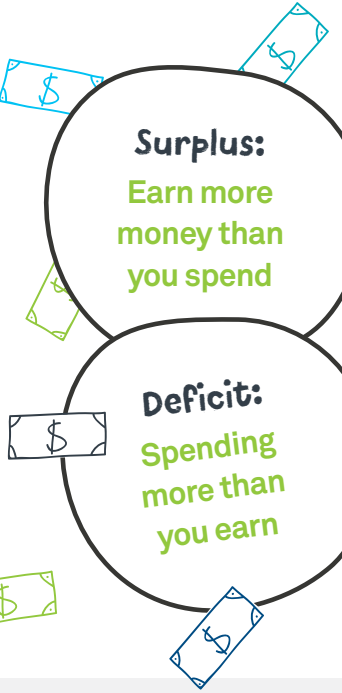 $
$
Surplus:
Earn more
money than
you spend
$
Deficit:
Spending
more than
you earn
$
$
$